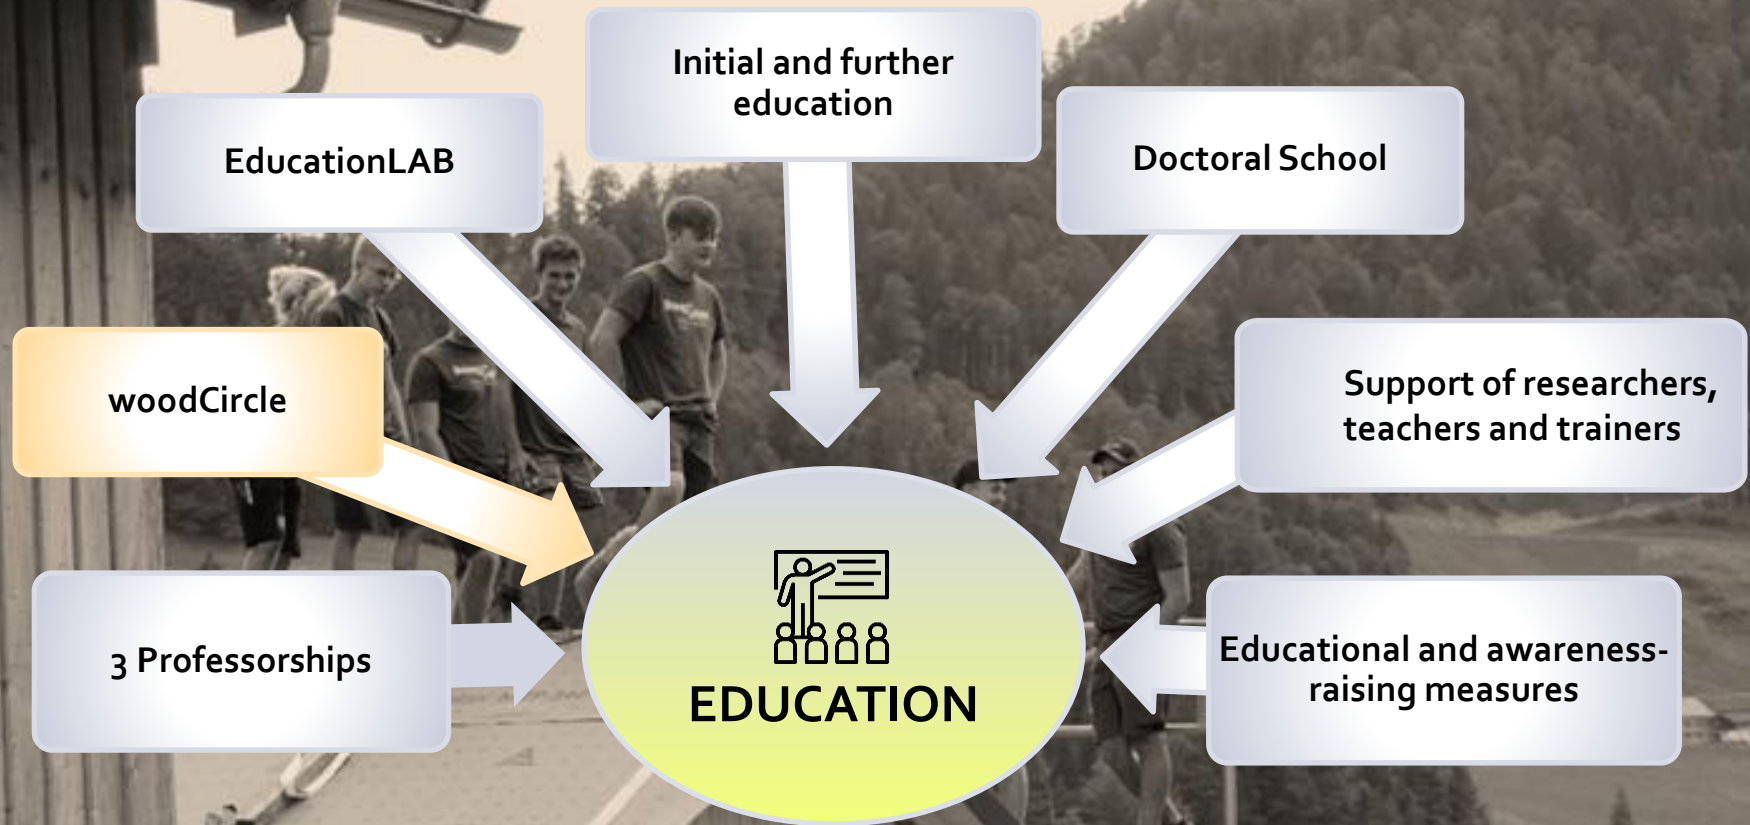 Initial and further
education
EducationLAB
Doctoral School
woodCircle
Support of researchers,
teachers and trainers
3 Professorships
Educational and awareness-
raising measures
EDUCATION